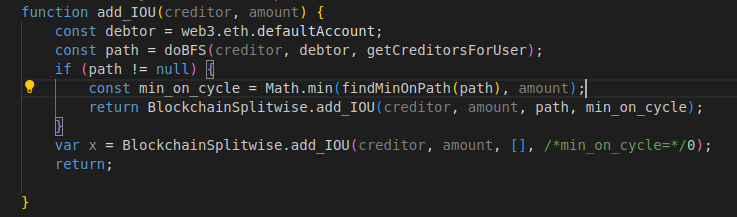 function add_IOU(creditor, amount) {
const debtor = web3.eth.defaultAccount;
const path = doBFS(creditor, debtor, getCreditorsForUser);
if (path != null) {
const min_on_cycle = Math.min(findMinOnPath(path), amount);
return BlockchainSplitwise.add_IOU(creditor, amount, path, min_on_cycle);
}
var x = BlockchainSplitwise.add_IOU(creditor, amount, [], /*min_on_cycle=*/0);
return;
}